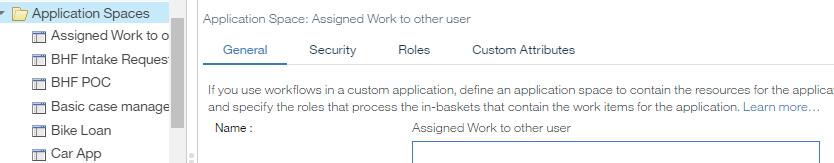 Application Spaces
Assigned Work to o
BHF Intake Request
BHF POC
Basic case manage
Bike Loan
Car App
Application Space: Assigned Work to other user
General Security Roles Custom Attributes
If you use workflows in a custom application, define an application space to contain the resources for the applica
and specify the roles that process the in-baskets that contain the work items for the application. Learn more…
Name : Assigned Work to other user